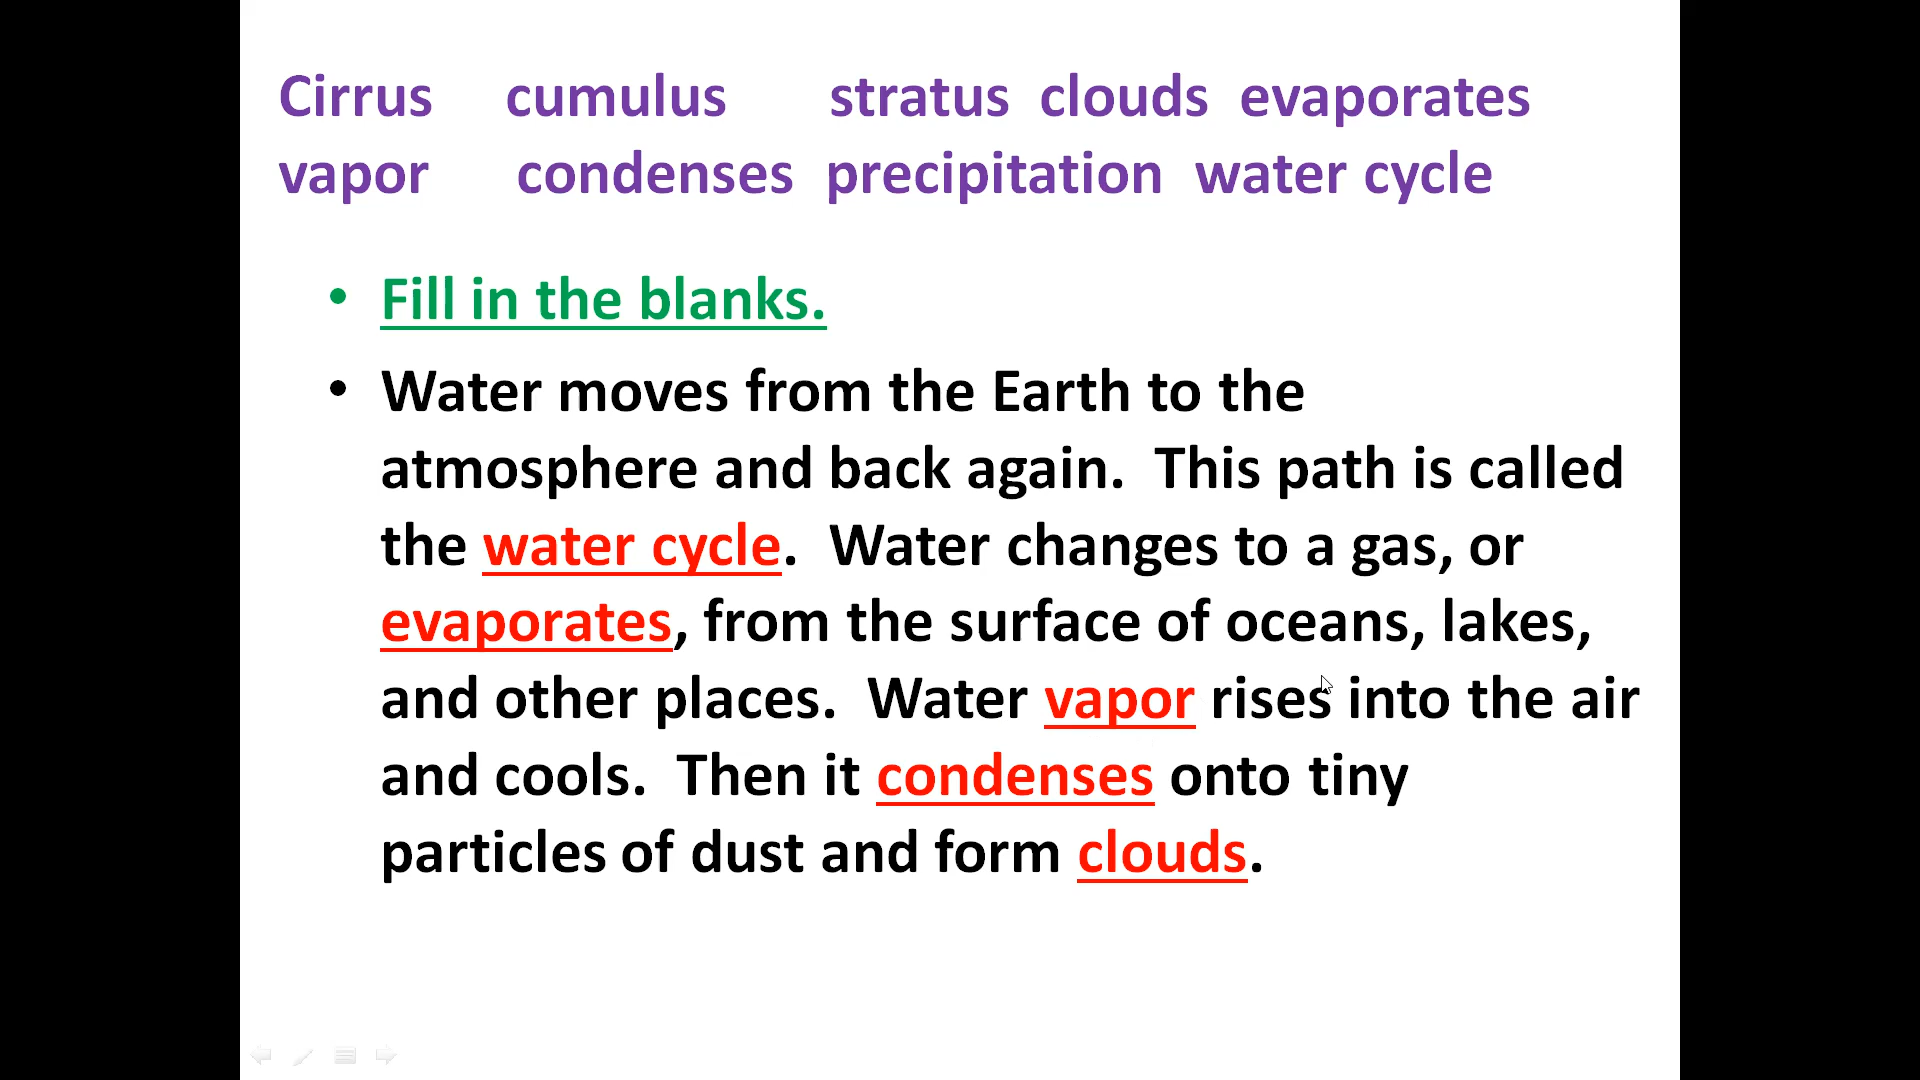 Cirrus cumulus stratus clouds evaporates
vapor condenses precipitation water cycle
• Fill in the blanks.
• Water moves from the Earth to the
atmosphere and back again. This path is called
the water cycle. Water changes to a gas, or
evaporates, from the surface of oceans, lakes,
and other places. Water vapor rises into the air
and cools. Then it condenses onto tiny
particles of dust and form clouds.